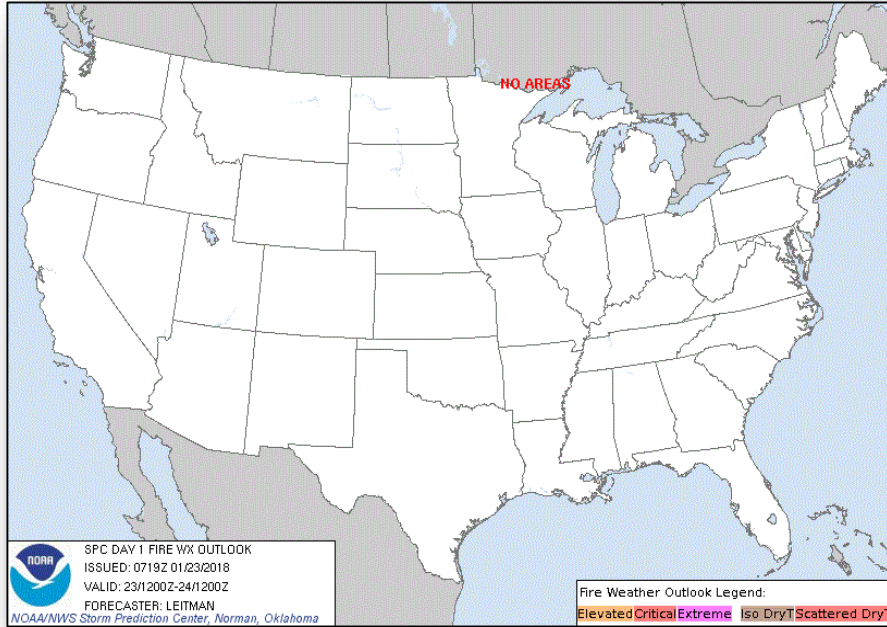 NO AREAS
NOAA
SPC DAY 1 FIRE WX OUTLOOK
ISSUED: 0719Z 01/23/2018
VALID: 23/1200Z-24/1200Z
FORECASTER: LEITMAN
NOAA/NWS Storm Prediction Center, Norman, Oklahoma
Fire Weather Outlook Legend:
Elevated Critical Extreme Iso DryT Scattered DryT